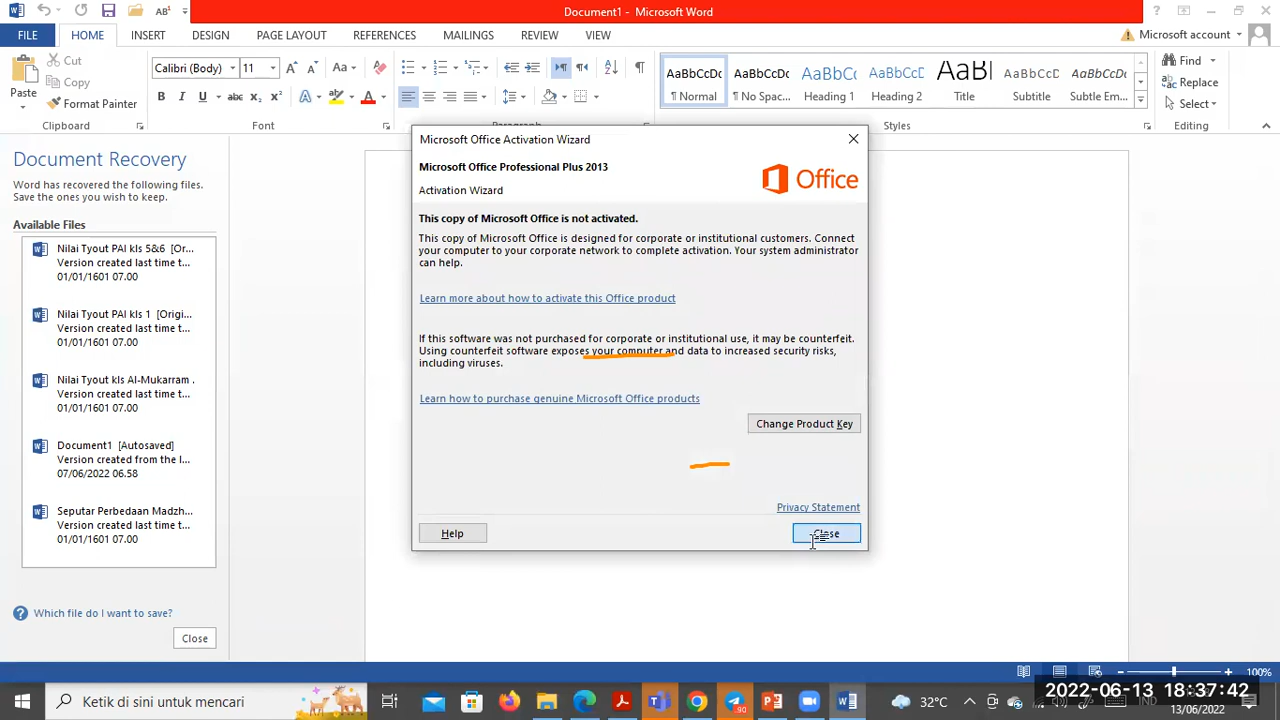 Document1 - Microsoft Word
FILE HOME INSERT DESIGN PAGE LAYOUT REFERENCES MAILINGS REVIEW VIEW Microsoft account
Paste
Cut
Copy
Format Painter
Calibri (Body) 11
AaBbCcDc AaBbCcDc AaBbCc AaBbCcD AaBb AaBbCcD AaBbCcDc
¶ Normal ¶ No Spac... Heading 1 Heading 2 Title Subtitle Subtle Em...
Find
Replace
Select
Clipboard Font Paragraph Styles Editing
Document Recovery
Word has recovered the following files.
Save the ones you wish to keep.
Available Files
Nilai Tyout PAI kls 5&6 [Or...
Version created last time t...
01/01/1601 07.00
Nilai Tyout PAI kls 1 [Origi...
Version created last time t...
01/01/1601 07.00
Nilai Tyout kls Al-Mukarram .
Version created last time t...
01/01/1601 07.00
Document1 [Autosaved]
Version created from the l...
07/06/2022 06.58
Seputar Perbedaan Madzh...
Version created last time t...
01/01/1601 07.00
Which file do I want to save?
Close
Microsoft Office Activation Wizard
Microsoft Office Professional Plus 2013
Activation Wizard
Office
This copy of Microsoft Office is not activated.
This copy of Microsoft Office is designed for corporate or institutional customers. Connect
your computer to your corporate network to complete activation. Your system administrator
can help.
Learn more about how to activate this Office product
If this software was not purchased for corporate or institutional use, it may be counterfeit.
Using counterfeit software exposes your computer and data to increased security risks,
including viruses.
Learn how to purchase genuine Microsoft Office products
Change Product Key
Privacy Statement
Help
Close
100%
Ketik di sini untuk mencari
32°C
IND
2022-06-13 18:37:42
13/06/2022